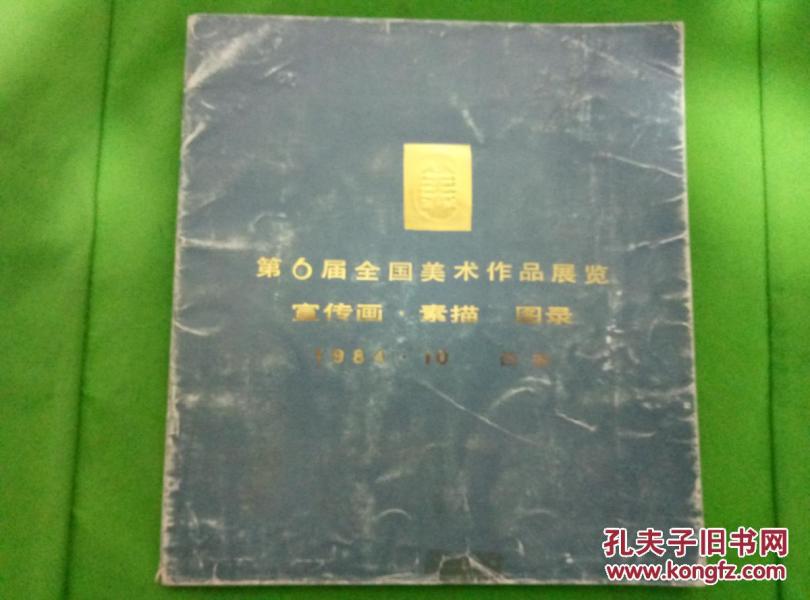 第6届全国美术作品展览
宣传画·素描 图录
1984·10
孔夫子旧书网
www.kongfz.com